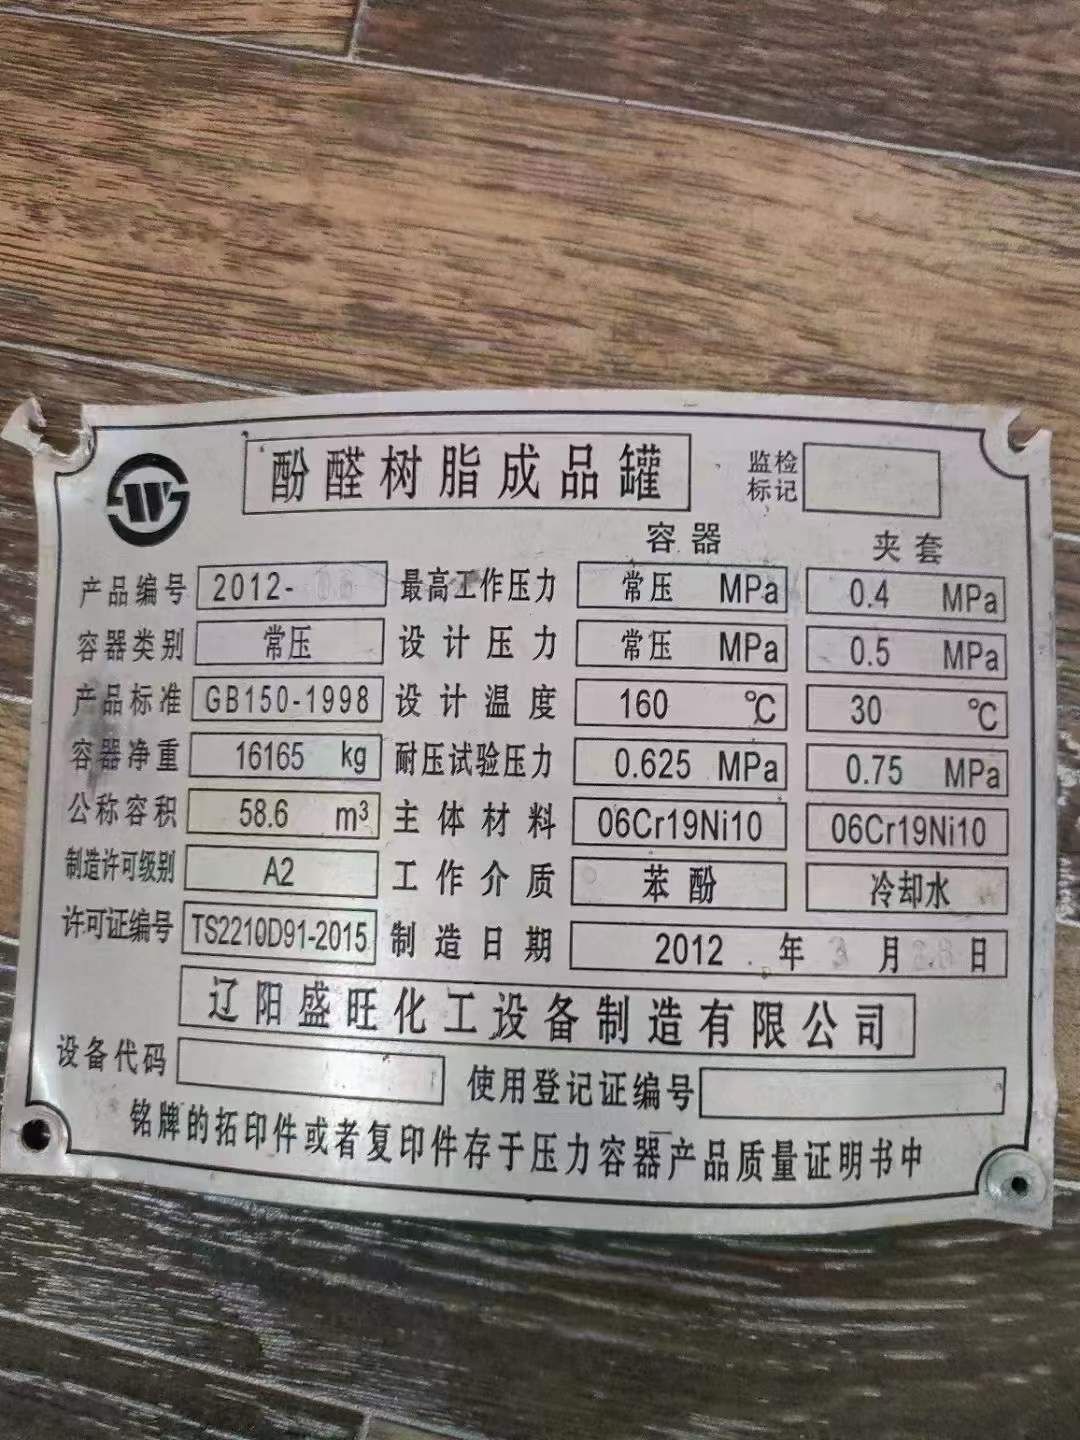 酚醛树脂成品罐 监检标记
容器 夹套
产品编号 2012- 最高工作压力 常压 MPa 0.4 MPa
容器类别 常压 设计压力 常压 MPa 0.5 MPa
产品标准 GB150-1998 设计温度 160 ℃ 30 ℃
容器净重 16165 kg 耐压试验压力 0.625 MPa 0.75 MPa
公称容积 58.6 m³ 主体材料 06Cr19Ni10 06Cr19Ni10
制造许可级别 A2 工作介质 苯酚 冷却水
许可证编号 TS2210D91-2015 制造日期 2012 年 3 月 日
辽阳盛旺化工设备制造有限公司
设备代码 使用登记证编号
铭牌的拓印件或者复印件存于压力容器产品质量证明书中